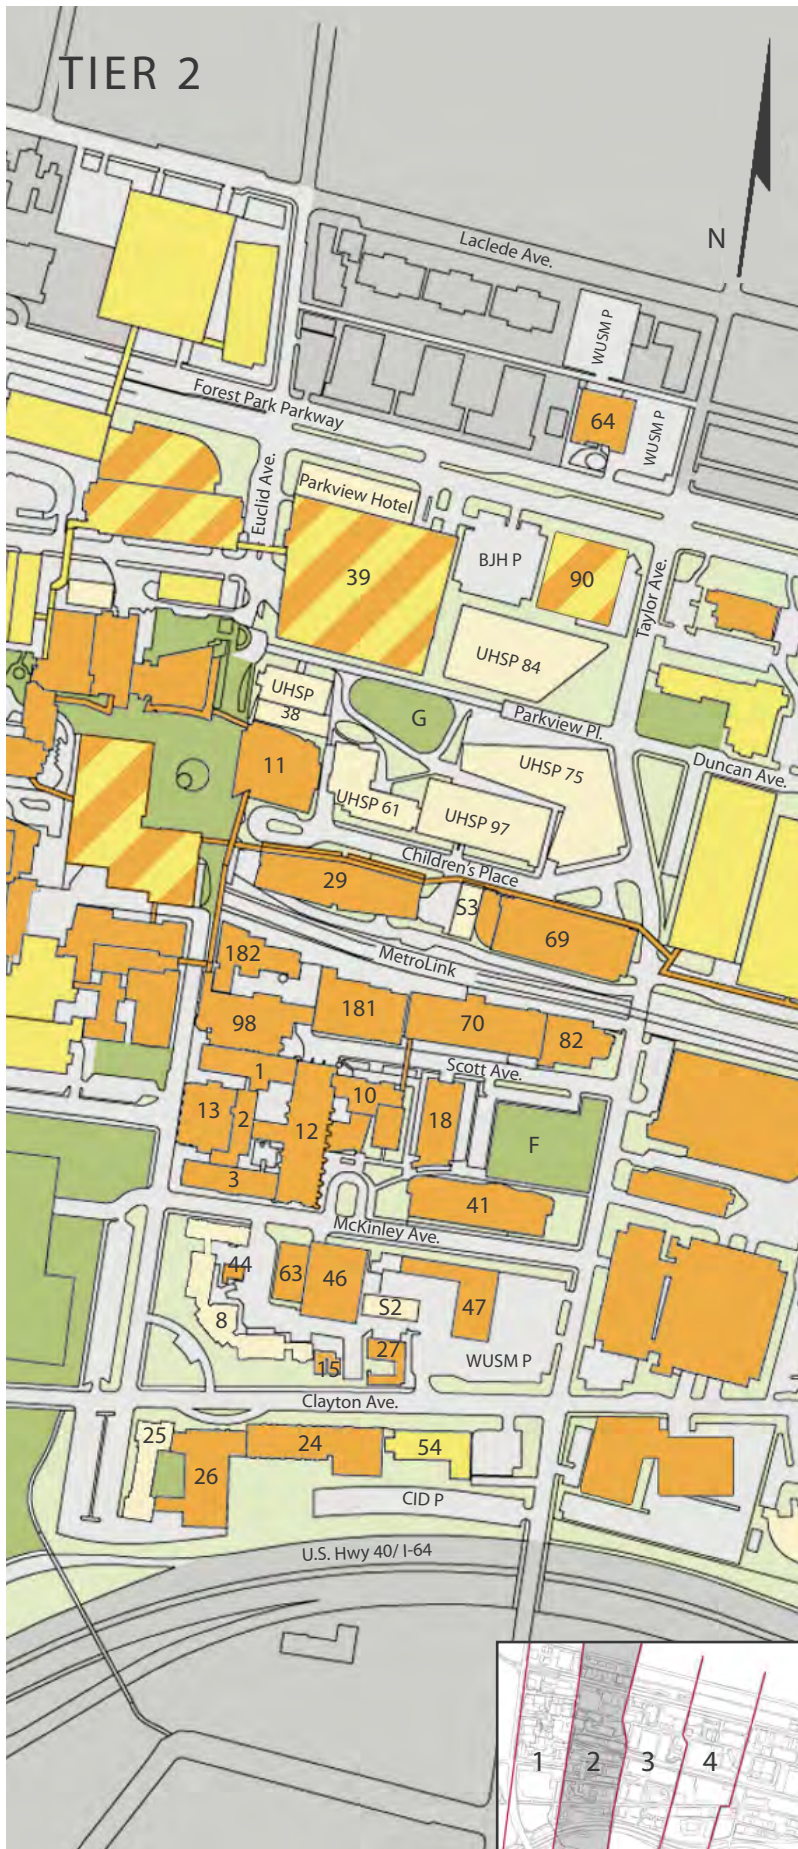 TIER 2
N
Laclede Ave.
WUSM P
Forest Park Parkway
64
WUSM P
Euclid Ave.
Parkview Hotel
39
BJH P
90
Taylor Ave.
UHSP 84
UHSP
38
G
Parkview Pl.
11
UHSP 75
Duncan Ave.
UHSP 61
UHSP 97
Children's Place
29
S3
69
182
MetroLink
181
98
70
82
1
Scott Ave.
10
13
2
12
18
F
3
41
McKinley Ave.
44
63
46
S2
47
8
27
15
WUSM P
Clayton Ave.
25
24
54
26
CID P
U.S. Hwy 40/ I-64
1
2
3
4